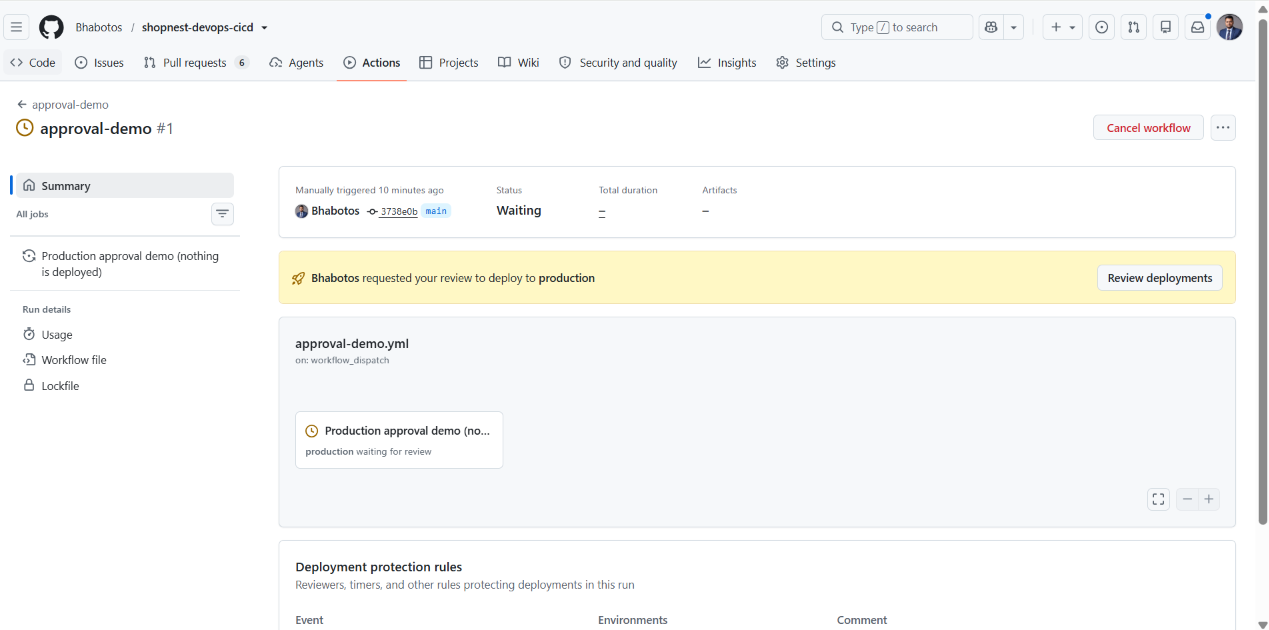 Bhabotos / shopnest-devops-cicd
Type / to search
Code
Issues
Pull requests 6
Agents
Actions
Projects
Wiki
Security and quality
Insights
Settings
← approval-demo
approval-demo #1
Cancel workflow
Summary
All jobs
Production approval demo (nothing
is deployed)
Run details
Usage
Workflow file
Lockfile
Manually triggered 10 minutes ago
Bhabotos 3738e0b main
Status
Waiting
Total duration
–
Artifacts
–
Bhabotos requested your review to deploy to production
Review deployments
approval-demo.yml
on: workflow_dispatch
Production approval demo (no...
production waiting for review
Deployment protection rules
Reviewers, timers, and other rules protecting deployments in this run
Event
Environments
Comment